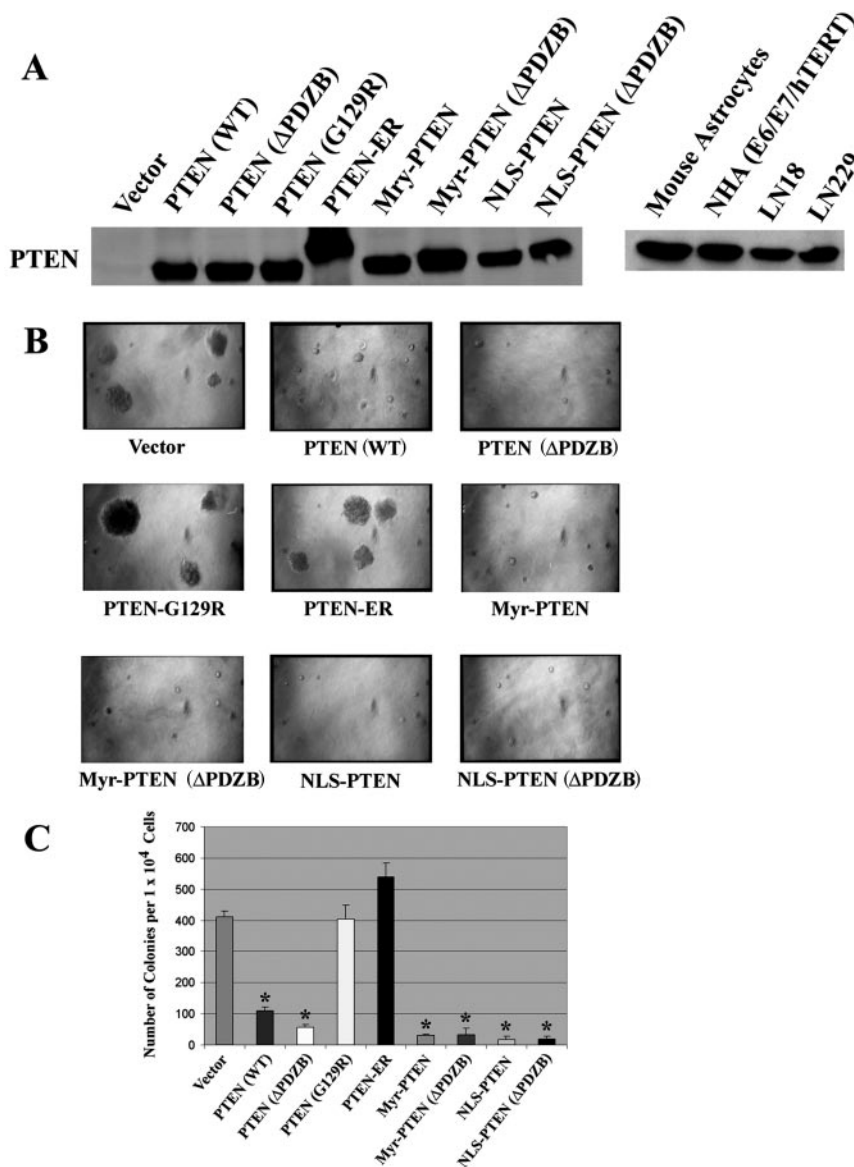 A
Vector
PTEN (WT)
PTEN (ΔPDZB)
PTEN (G129R)
PTEN-ER
Mry-PTEN
Myr-PTEN (ΔPDZB)
NLS-PTEN
NLS-PTEN (ΔPDZB)
Mouse Astrocytes
NHA (E6/E7/hTERT)
LN18
LN229
PTEN
B
Vector
PTEN (WT)
PTEN (ΔPDZB)
PTEN-G129R
PTEN-ER
Myr-PTEN
Myr-PTEN (ΔPDZB)
NLS-PTEN
NLS-PTEN (ΔPDZB)
C
Number of Colonies per 1 x 10⁴ Cells
700
600
500
400
300
200
100
0
*
*
*
*
*
*
Vector
PTEN (WT)
PTEN (ΔPDZB)
PTEN (G129R)
PTEN-ER
Myr-PTEN
Myr-PTEN (ΔPDZB)
NLS-PTEN
NLS-PTEN (ΔPDZB)